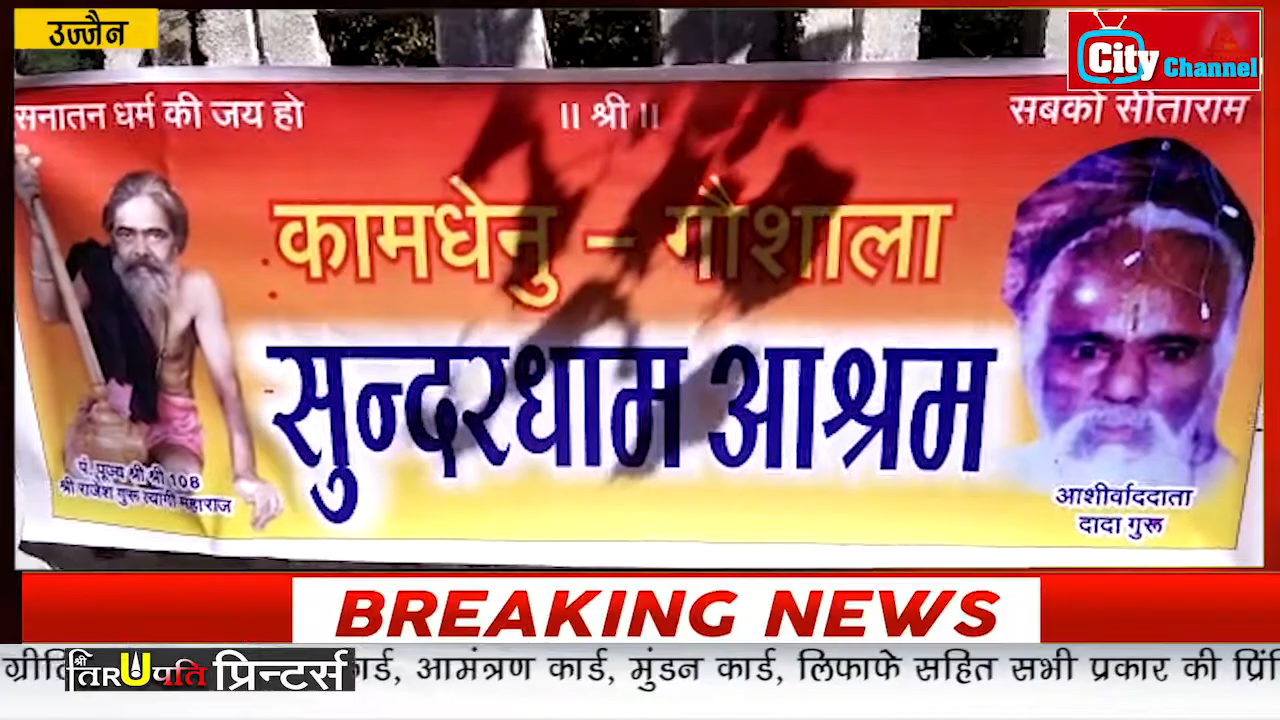 उज्जैन
City Channel
सनातन धर्म की जय हो
॥ श्री ॥
सबको सीताराम
कामधेनु – गौशाला
सुन्दरधाम आश्रम
पं. पूज्य श्री श्री 108
श्री राजेश गुरू त्यागी महाराज
आशीर्वाददाता
दादा गुरू
BREAKING NEWS
श्री तिरUपति प्रिन्टर्स
कार्ड, आमंत्रण कार्ड, मुंडन कार्ड, लिफाफे सहित सभी प्रकार की